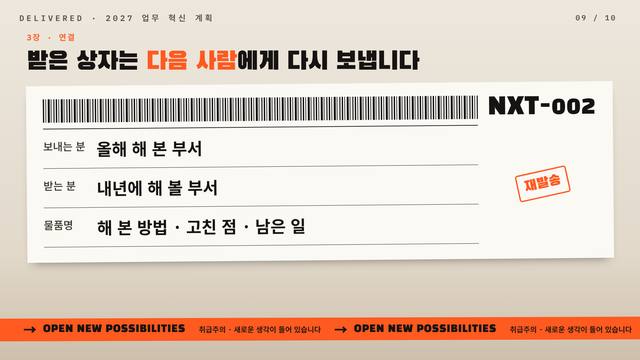 DELIVERED · 2027 업무 혁신 계획
09 / 10
3장 · 연결
받은 상자는 다음 사람에게 다시 보냅니다
NXT-002
보내는 분 올해 해 본 부서
받는 분 내년에 해 볼 부서
재발송
물품명 해 본 방법 · 고친 점 · 남은 일
→ OPEN NEW POSSIBILITIES 취급주의 · 새로운 생각이 들어 있습니다 → OPEN NEW POSSIBILITIES 취급주의 · 새로운 생각이 들어 있습니다